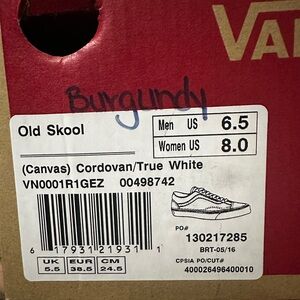 VAN
Burgundy
Old Skool
Men US 6.5
Women US 8.0
(Canvas) Cordovan/True White
VN0001R1GEZ 00498742
6 17931 21931 1
PO#
130217285
BRT-05/16
CPSIA PO/CUT#
400026496400010
UK EUR CM
5.5 38.5 24.5